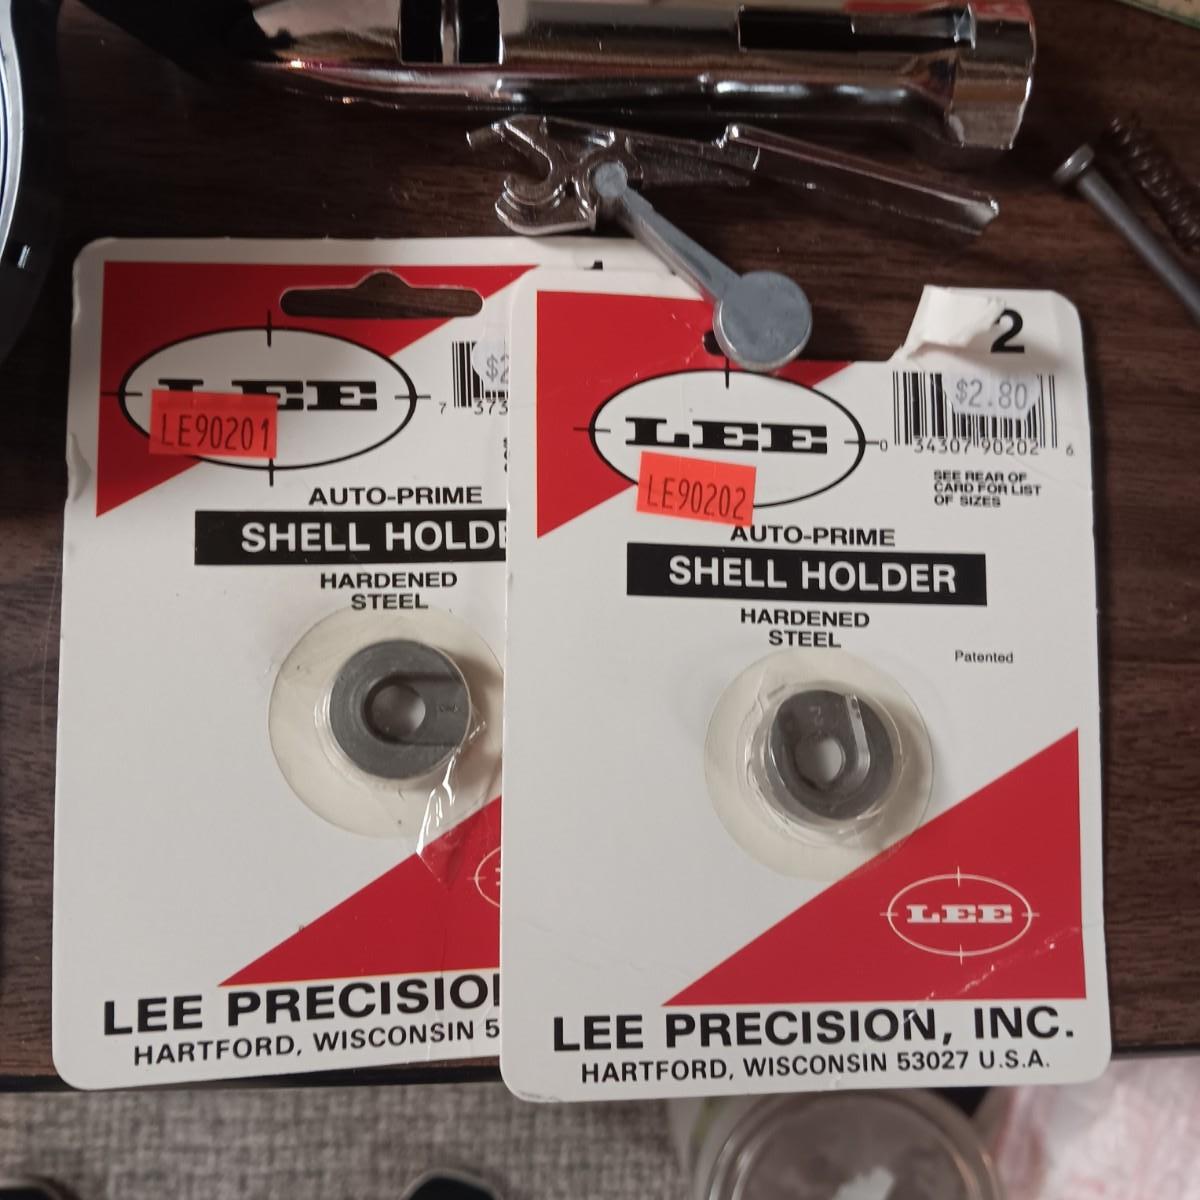 LEE
LE90201
$2
7 373
AUTO-PRIME
SHELL HOLDE
HARDENED
STEEL
LEE PRECISION
HARTFORD, WISCONSIN 5
2
$2.80
0 34307 90202 6
LEE
LE90202
SEE REAR OF
CARD FOR LIST
OF SIZES
AUTO-PRIME
SHELL HOLDER
HARDENED
STEEL
Patented
LEE
LEE PRECISION, INC.
HARTFORD, WISCONSIN 53027 U.S.A.